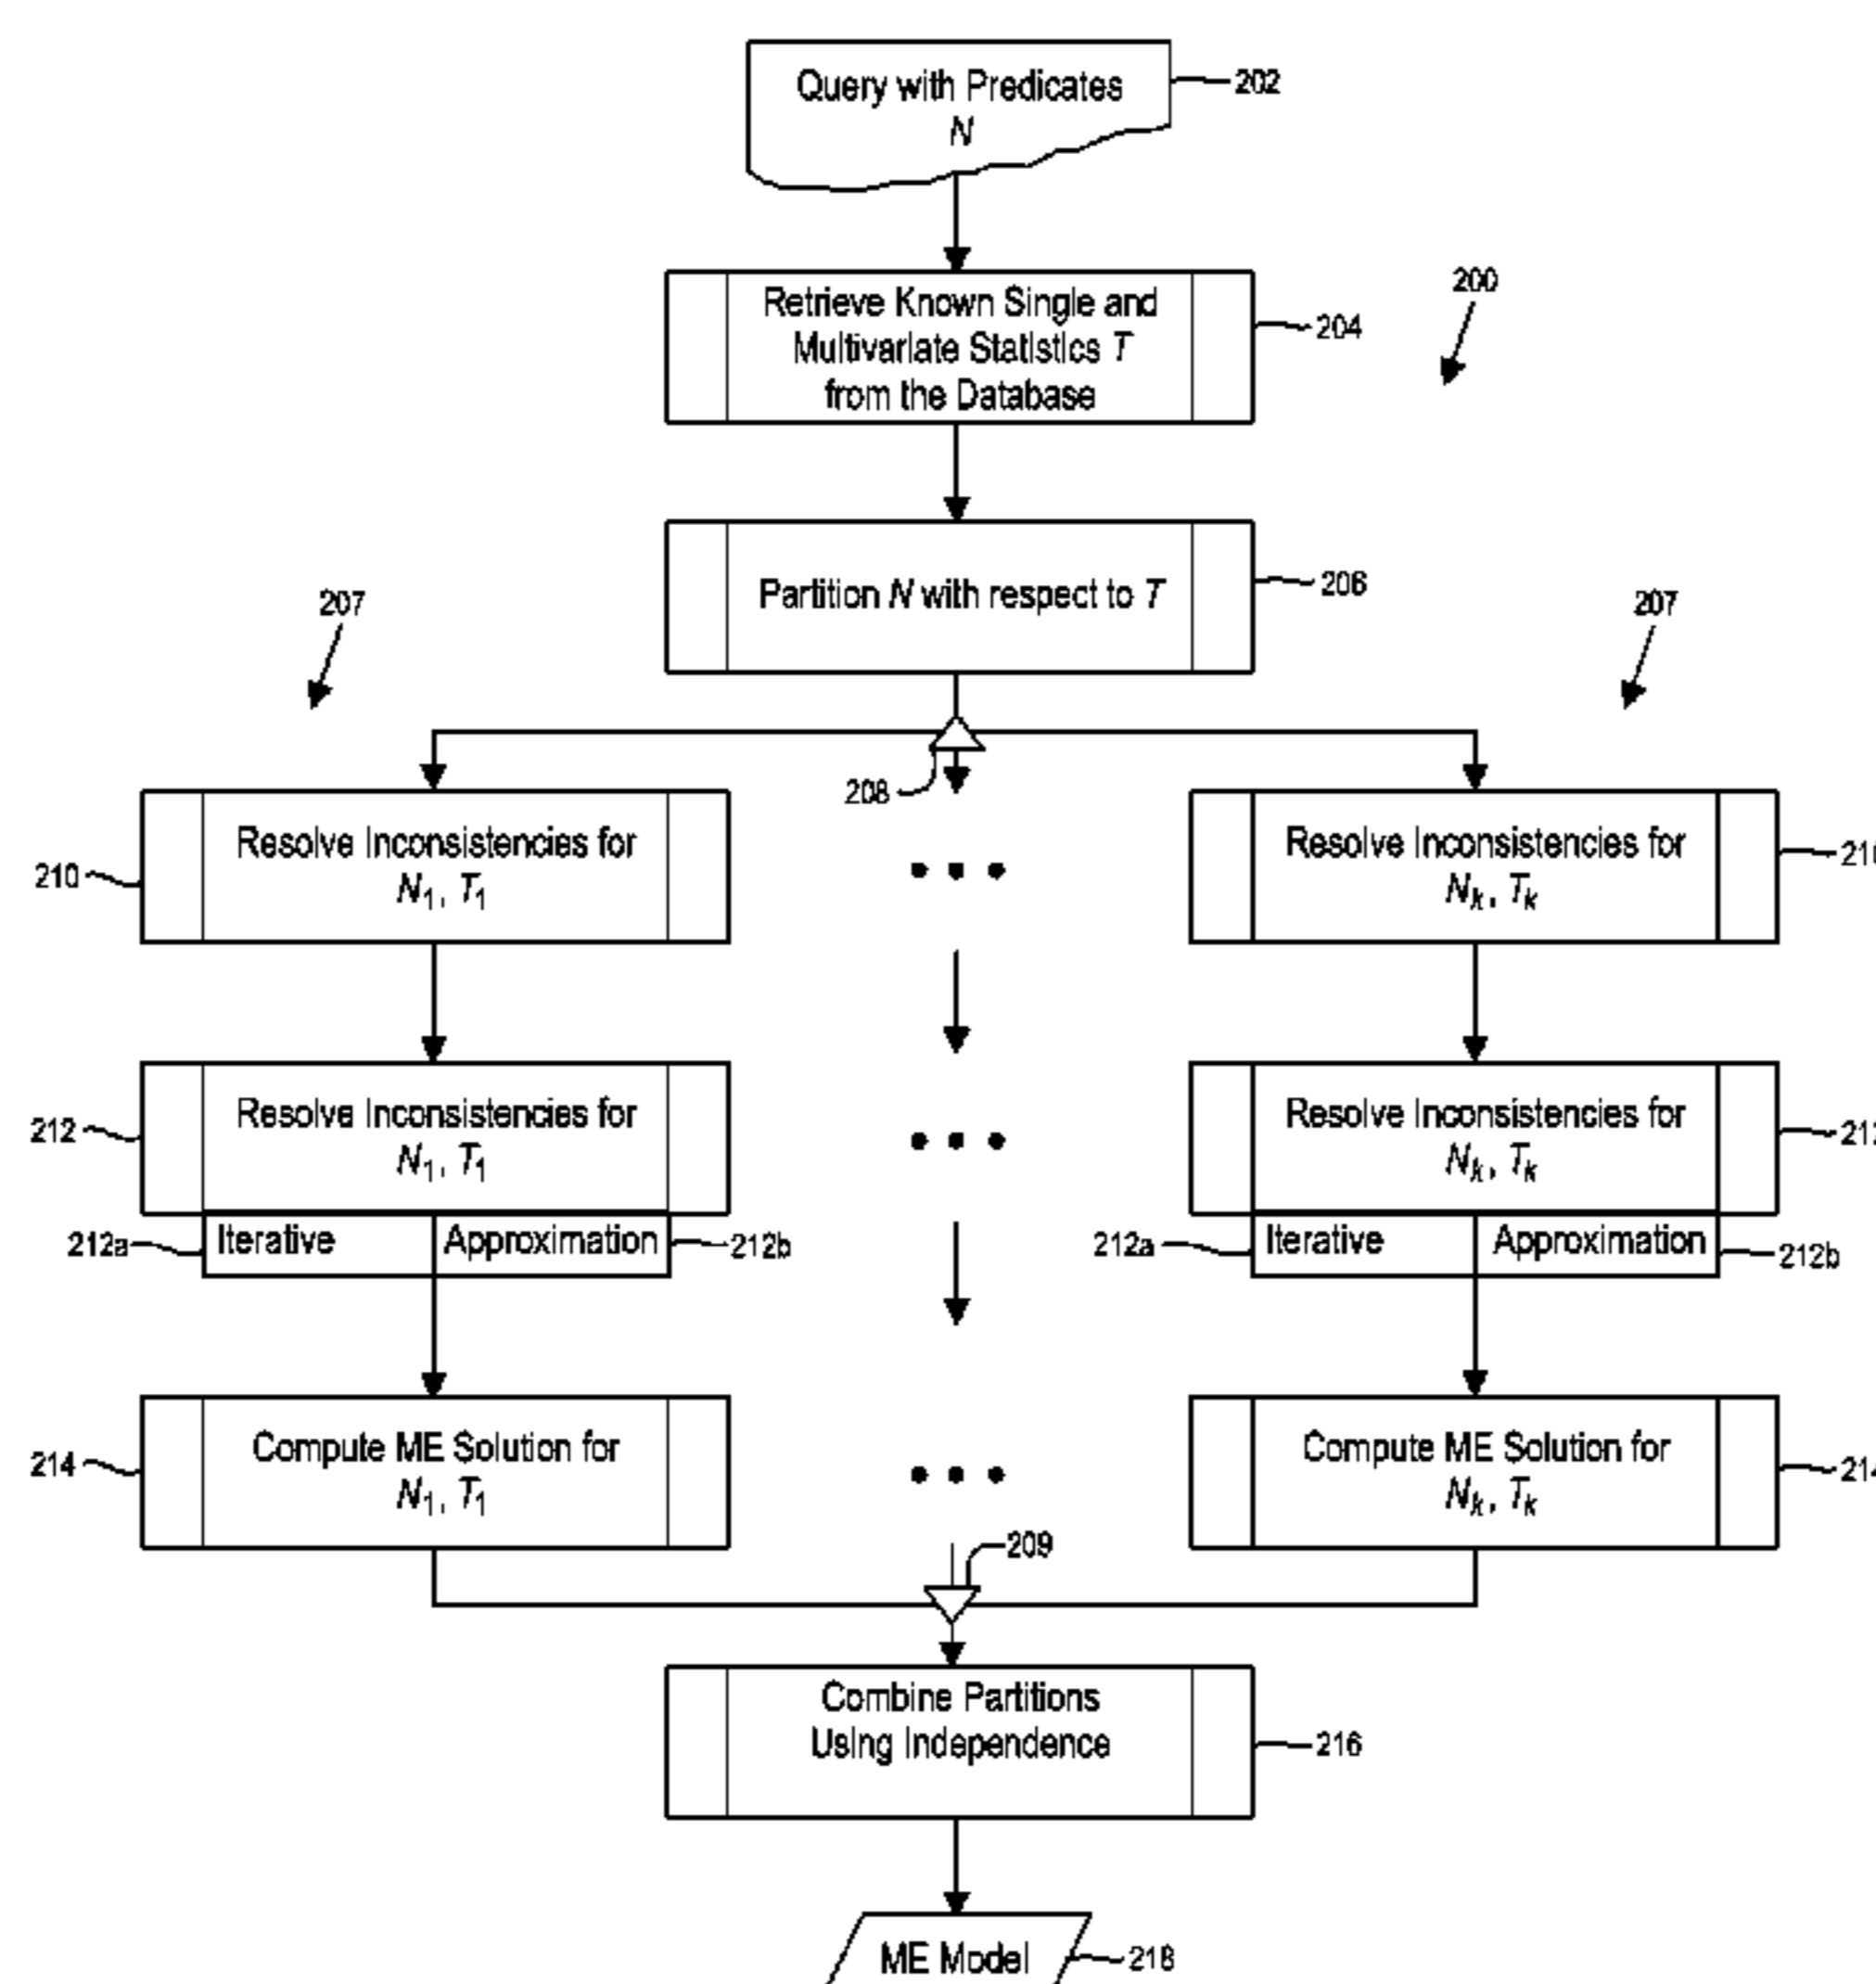 Query with Predicates
N
202
Retrieve Known Single and
Multivariate Statistics T
from the Database
204
200
Partition N with respect to T
206
207
207
208
Resolve Inconsistencies for
N1, T1
210
Resolve Inconsistencies for
Nk, Tk
Resolve Inconsistencies for
N1, T1
212
Resolve Inconsistencies for
Nk, Tk
212a
Iterative
Approximation
212b
212a
Iterative
Approximation
212b
Compute ME Solution for
N1, T1
214
Compute ME Solution for
Nk, Tk
209
Combine Partitions
Using Independence
216
ME Model
218